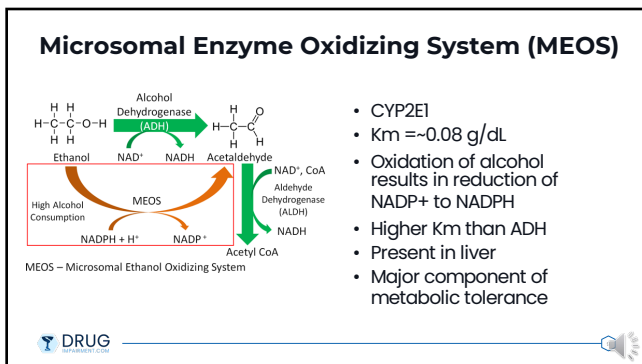 Microsomal Enzyme Oxidizing System (MEOS)
Alcohol
Dehydrogenase
(ADH)
H H
H-C-C-O-H
H H
Ethanol
NAD⁺
NADH
H O
H-C-C
H H
Acetaldehyde
High Alcohol
Consumption
MEOS
NADPH + H⁺
NADP⁺
NAD⁺, CoA
Aldehyde
Dehydrogenase
(ALDH)
NADH
Acetyl CoA
MEOS – Microsomal Ethanol Oxidizing System
• CYP2E1
• Km =~0.08 g/dL
• Oxidation of alcohol
results in reduction of
NADP+ to NADPH
• Higher Km than ADH
• Present in liver
• Major component of
metabolic tolerance
DRUG
IMPAIRMENT.COM